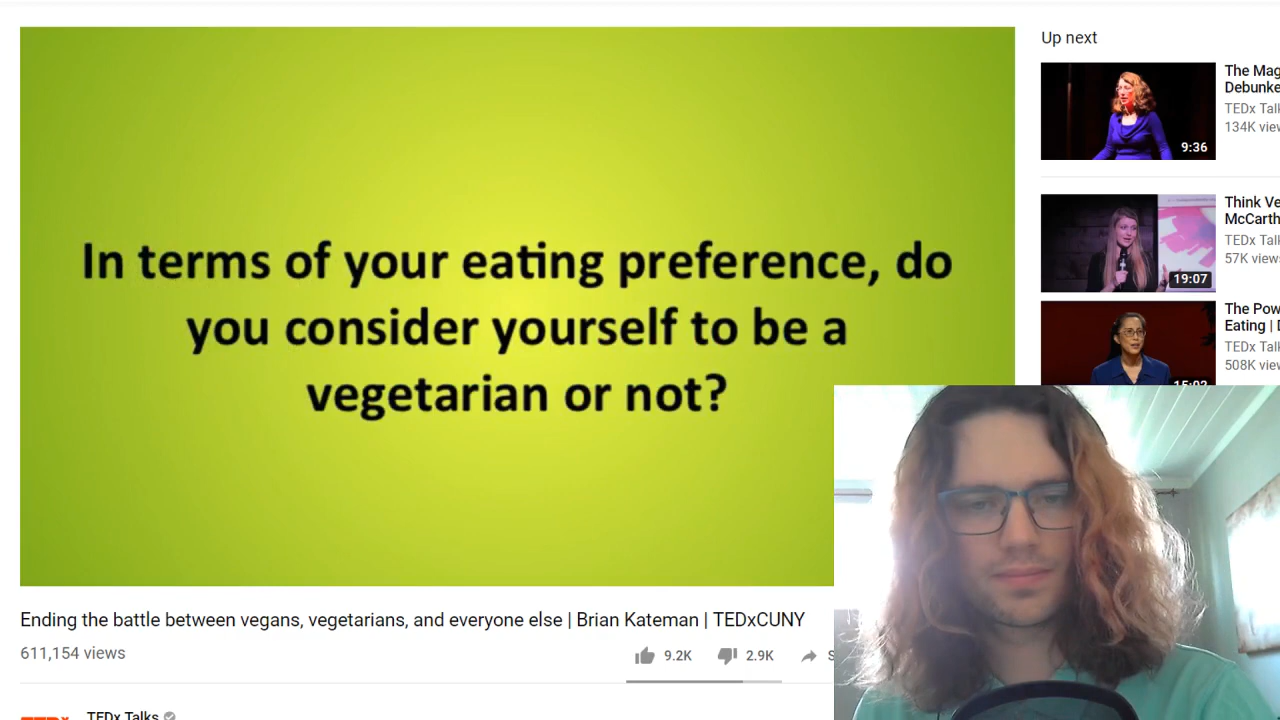 Up next
In terms of your eating preference, do
you consider yourself to be a
vegetarian or not?
Ending the battle between vegans, vegetarians, and everyone else | Brian Kateman | TEDxCUNY
611,154 views
9.2K
2.9K
TEDx Talks
The Mag
Debunke
TEDx Talk
134K view
9:36
Think Ve
McCarth
TEDx Talk
57K views
19:07
The Pow
Eating |
TEDx Talk
508K view